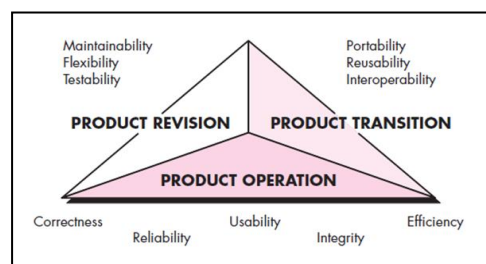 Maintainability
Flexibility
Testability
Portability
Reusability
Interoperability
PRODUCT REVISION
PRODUCT TRANSITION
PRODUCT OPERATION
Correctness
Usability
Efficiency
Reliability
Integrity